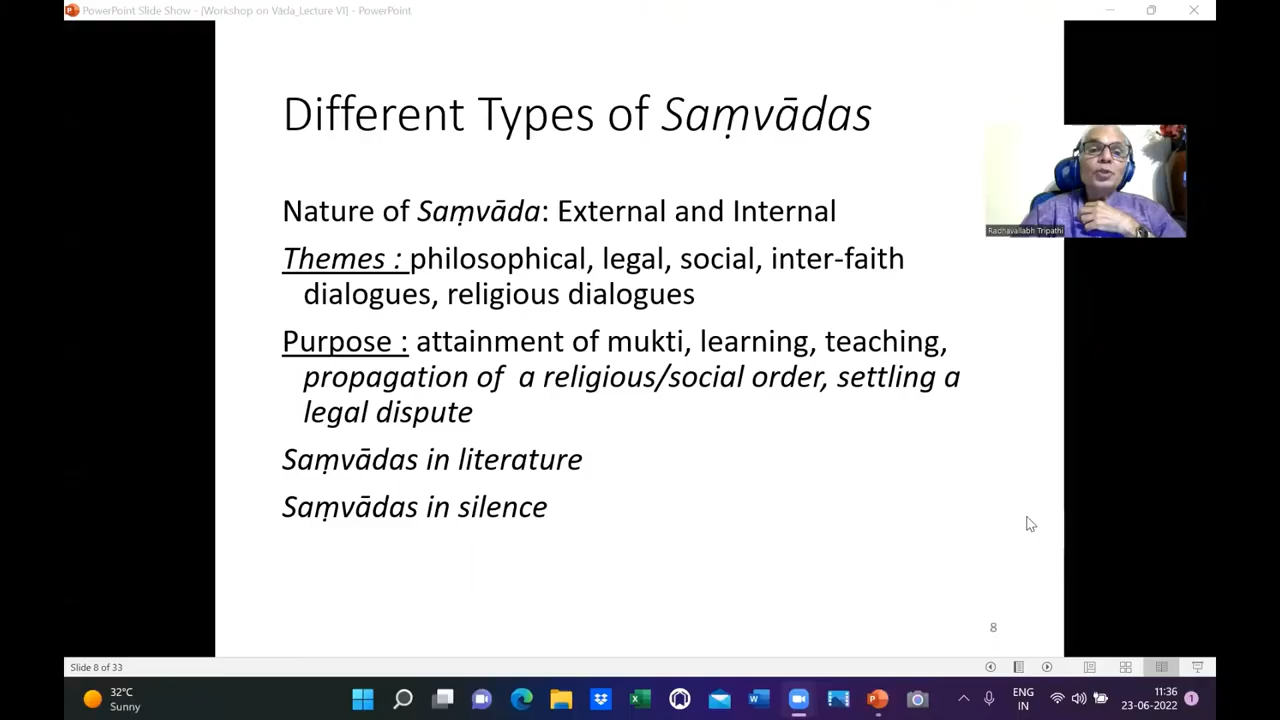 PowerPoint Slide Show - [Workshop on Vāda_Lecture VI] - PowerPoint
Different Types of Saṃvādas
Nature of Saṃvāda: External and Internal
Themes : philosophical, legal, social, inter-faith
dialogues, religious dialogues
Purpose : attainment of mukti, learning, teaching,
propagation of a religious/social order, settling a
legal dispute
Saṃvādas in literature
Saṃvādas in silence
Radhavallabh Tripathi
8
Slide 8 of 33
32°C
Sunny
ENG
IN
11:36
23-06-2022
1